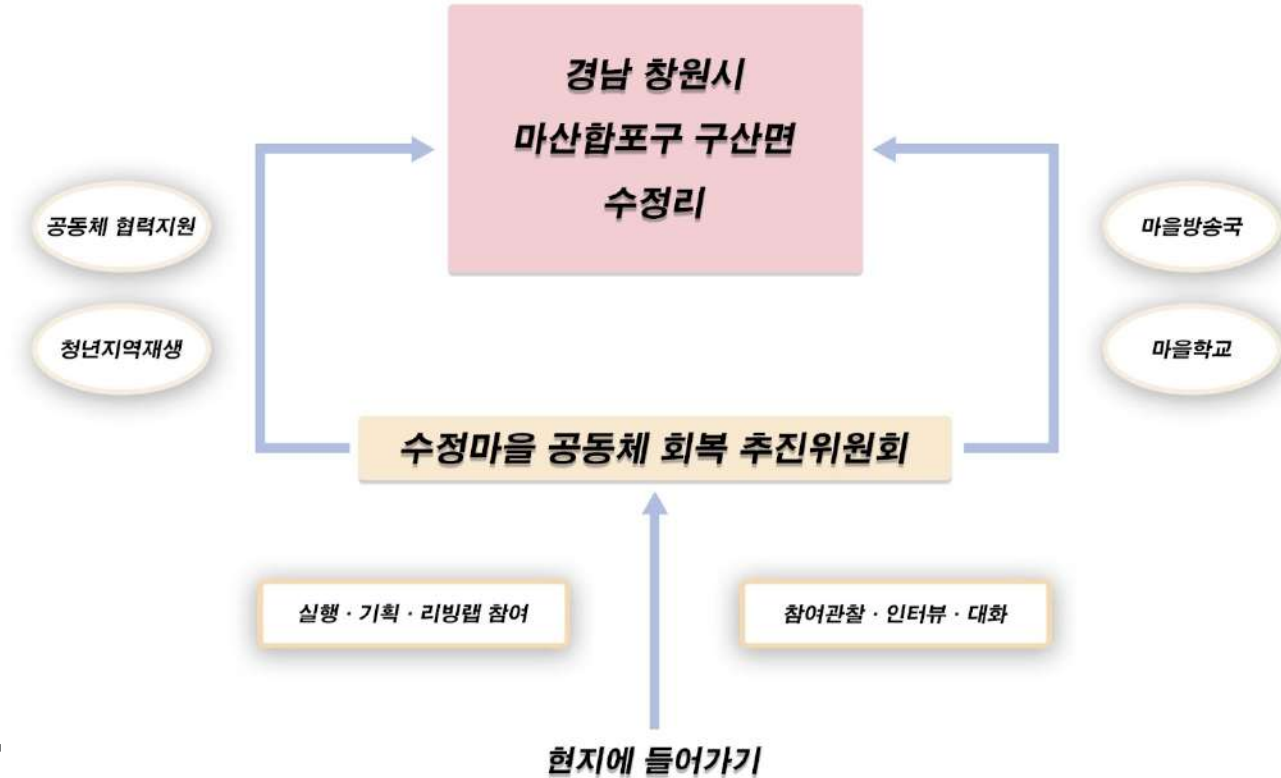 경남 창원시
마산합포구 구산면
수정리
공동체 협력지원
마을방송국
청년지역재생
마을학교
수정마을 공동체 회복 추진위원회
실행 · 기획 · 리빙랩 참여
참여관찰 · 인터뷰 · 대화
현지에 들어가기